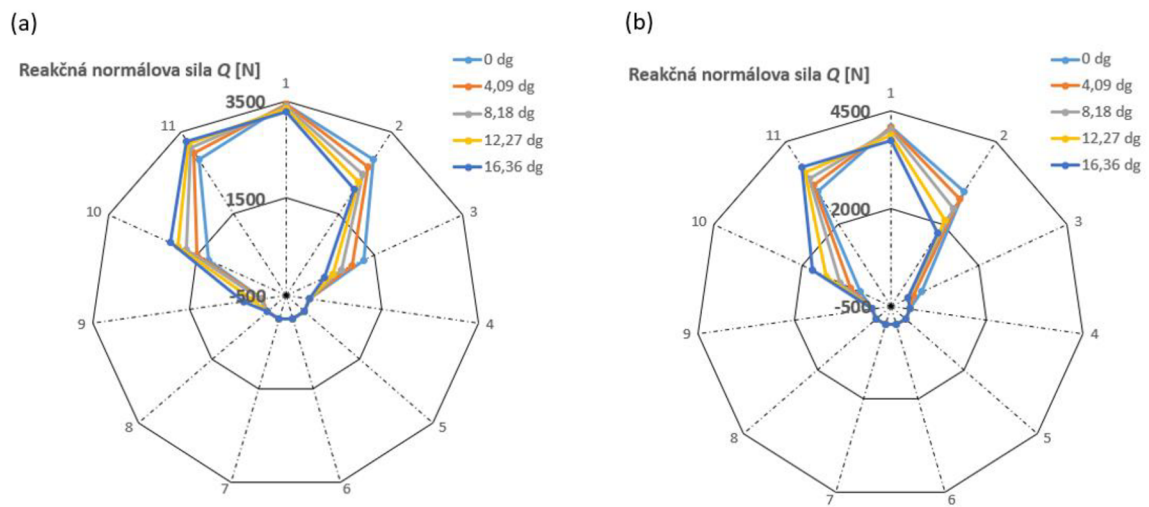 (a)
Reakčná normálova sila Q [N]
0 dg
4,09 dg
8,18 dg
12,27 dg
16,36 dg
1
2
3
4
5
6
7
8
9
10
11
3500
1500
-500
(b)
Reakčná normálova sila Q [N]
0 dg
4,09 dg
8,18 dg
12,27 dg
16,36 dg
1
2
3
4
5
6
7
8
9
10
11
4500
2000
-500